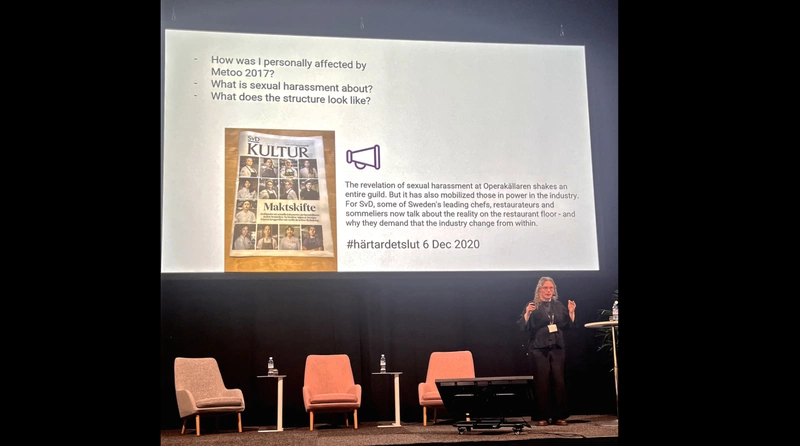 - How was I personally affected by
Metoo 2017?
- What is sexual harassment about?
- What does the structure look like?
SvD
KULTUR
Maktskifte
The revelation of sexual harassment at Operakällaren shakes an
entire guild. But it has also mobilized those in power in the industry.
For SvD, some of Sweden's leading chefs, restaurateurs and
sommeliers now talk about the reality on the restaurant floor - and
why they demand that the industry change from within.
#härtardetslut 6 Dec 2020